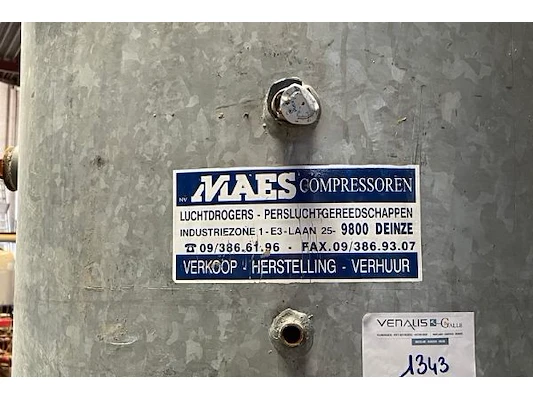 NV MAES COMPRESSOREN
LUCHTDROGERS - PERSLUCHTGEREEDSCHAPPEN
INDUSTRIEZONE 1 - E3 - LAAN 25 - 9800 DEINZE
☎ 09/386.61.96 - FAX.09/386.93.07
VERKOOP - HERSTELLING - VERHUUR
VENALIS
1343